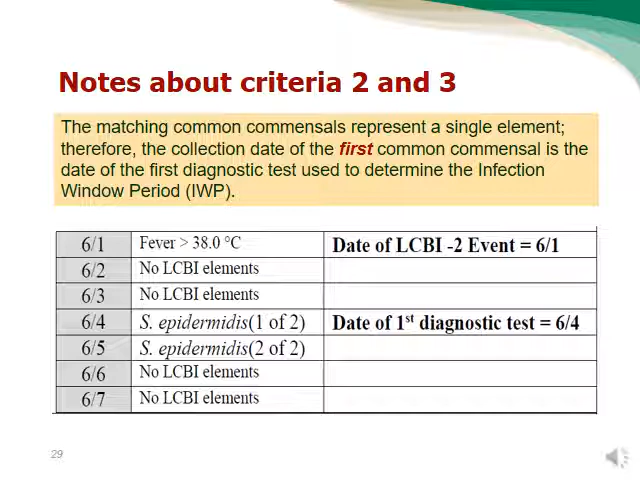 Notes about criteria 2 and 3
The matching common commensals represent a single element;
therefore, the collection date of the first common commensal is the
date of the first diagnostic test used to determine the Infection
Window Period (IWP).
6/1 Fever > 38.0 °C Date of LCBI -2 Event = 6/1
6/2 No LCBI elements
6/3 No LCBI elements
6/4 S. epidermidis(1 of 2) Date of 1st diagnostic test = 6/4
6/5 S. epidermidis(2 of 2)
6/6 No LCBI elements
6/7 No LCBI elements
29